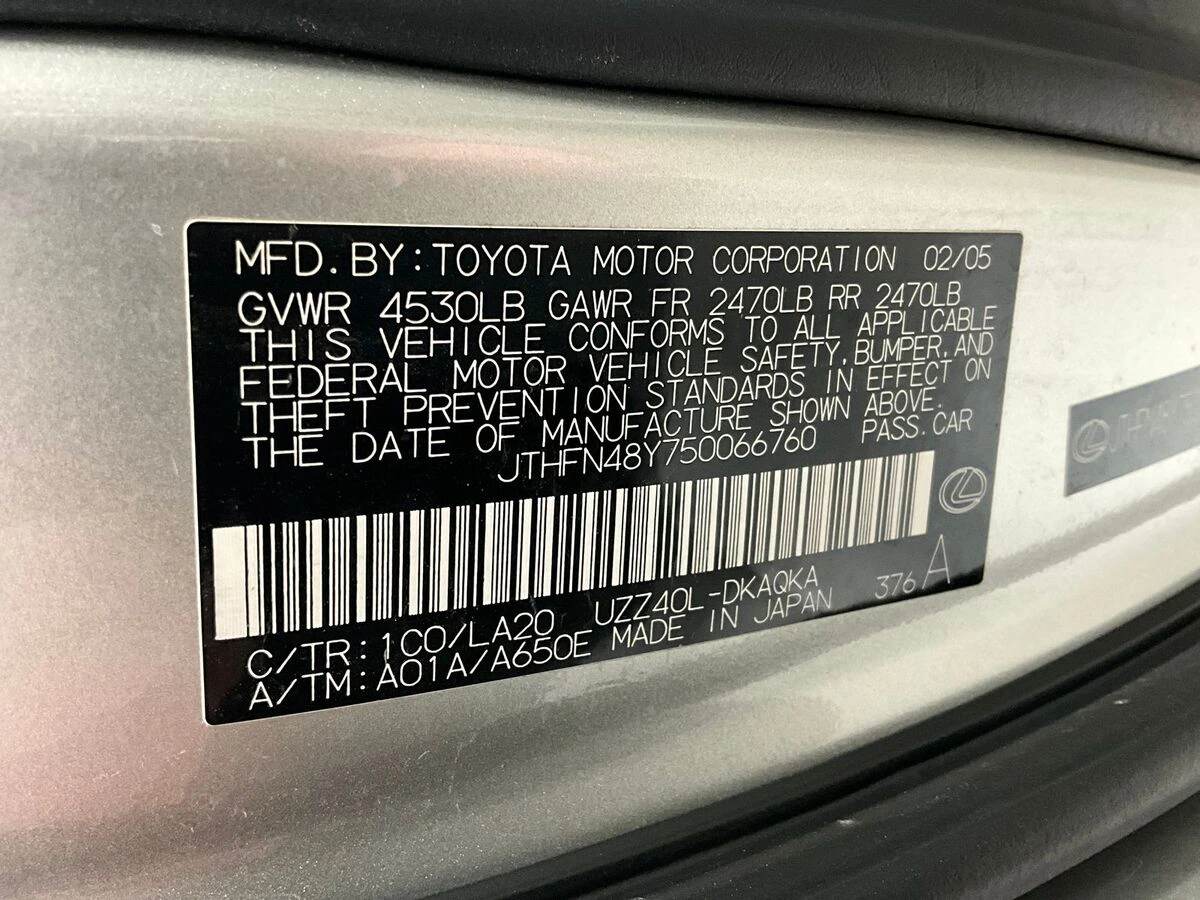 MFD.BY:TOYOTA MOTOR CORPORATION 02/05
GVWR 4530LB GAWR FR 2470LB RR 2470LB
THIS VEHICLE CONFORMS TO ALL APPLICABLE
FEDERAL MOTOR VEHICLE SAFETY,BUMPER,AND
THEFT PREVENTION STANDARDS IN EFFECT ON
THE DATE OF MANUFACTURE SHOWN ABOVE.
JTHFN48Y750066760 PASS.CAR
C/TR:1C0/LA20 UZZ40L-DKAQKA 376 A
A/TM:A01A/A650E MADE IN JAPAN